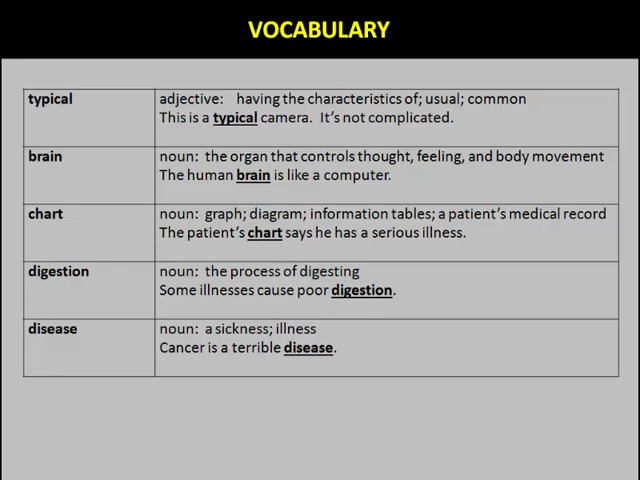 VOCABULARY
typical
adjective: having the characteristics of; usual; common
This is a typical camera. It's not complicated.
brain
noun: the organ that controls thought, feeling, and body movement
The human brain is like a computer.
chart
noun: graph; diagram; information tables; a patient's medical record
The patient's chart says he has a serious illness.
digestion
noun: the process of digesting
Some illnesses cause poor digestion.
disease
noun: a sickness; illness
Cancer is a terrible disease.